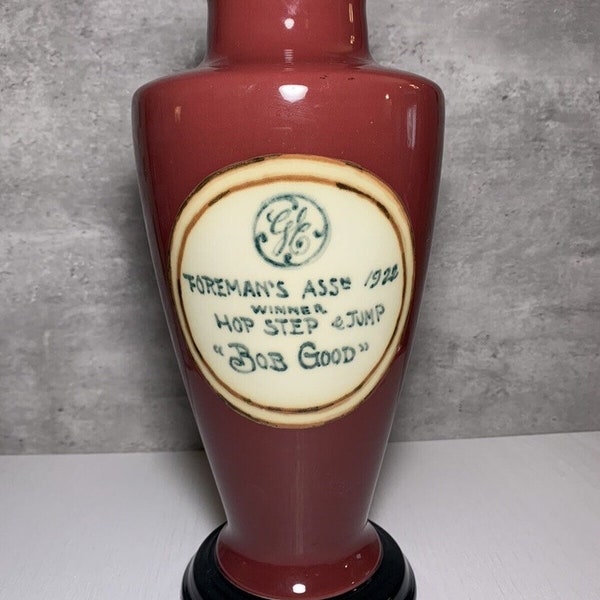 GE
FOREMAN'S ASSN 1922
WINNER
HOP STEP & JUMP
"BOB GOOD"